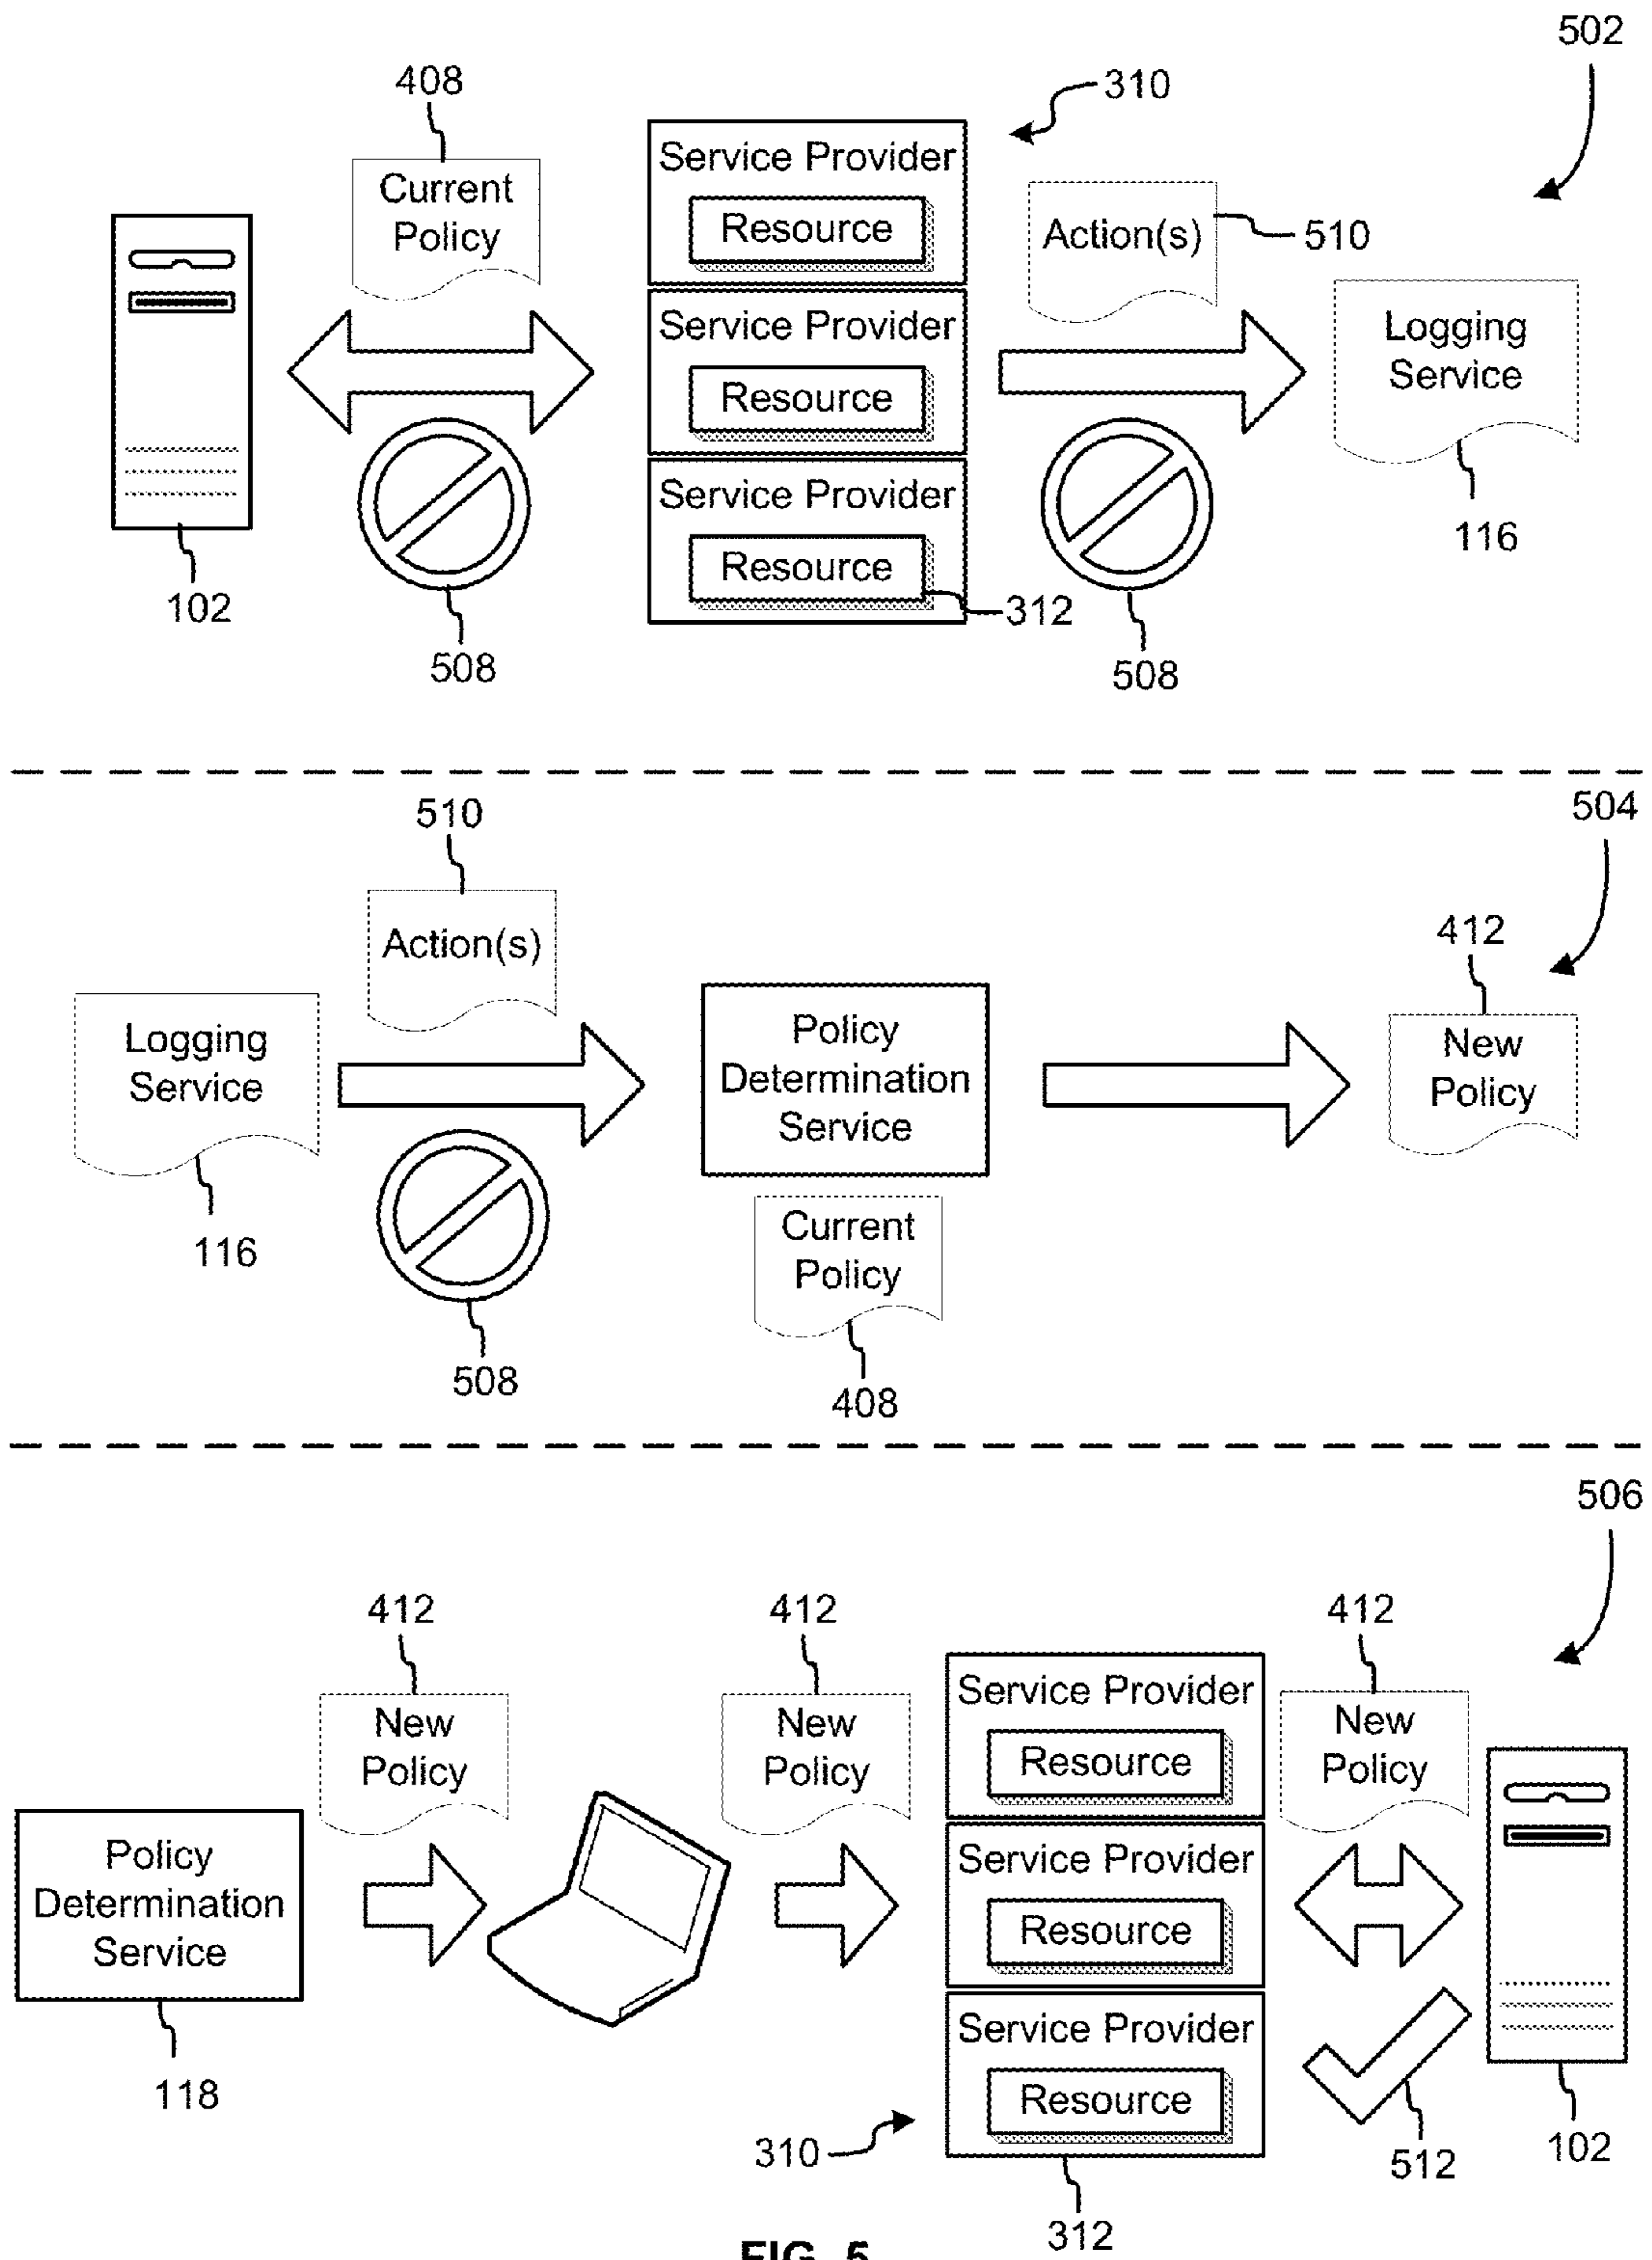 502
408
310
Current
Policy
Service Provider
Resource
Action(s)
510
Service Provider
Resource
Logging
Service
Service Provider
Resource
116
102
312
508
508
510
504
Action(s)
412
Logging
Service
Policy
Determination
Service
New
Policy
Current
Policy
116
508
408
506
412
412
412
New
Policy
New
Policy
Service Provider
Resource
New
Policy
Policy
Determination
Service
Service Provider
Resource
Service Provider
Resource
118
310
512
102
312
FIG. 5